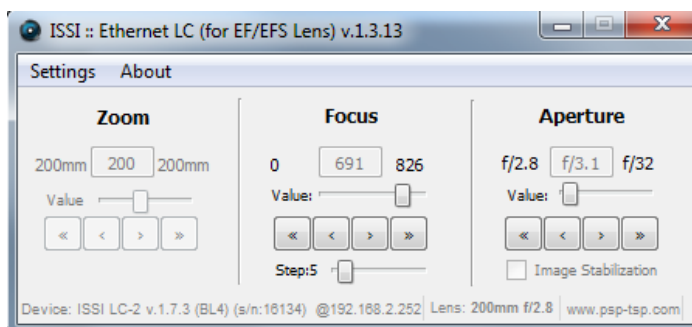 ISSI :: Ethernet LC (for EF/EFS Lens) v.1.3.13
Settings About
Zoom
200mm 200 200mm
Value
« < > »
Focus
0 691 826
Value:
« < > »
Step:5
Aperture
f/2.8 f/3.1 f/32
Value:
« < > »
Image Stabilization
Device: ISSI LC-2 v.1.7.3 (BL4) (s/n:16134) @192.168.2.252 Lens: 200mm f/2.8 www.psp-tsp.com